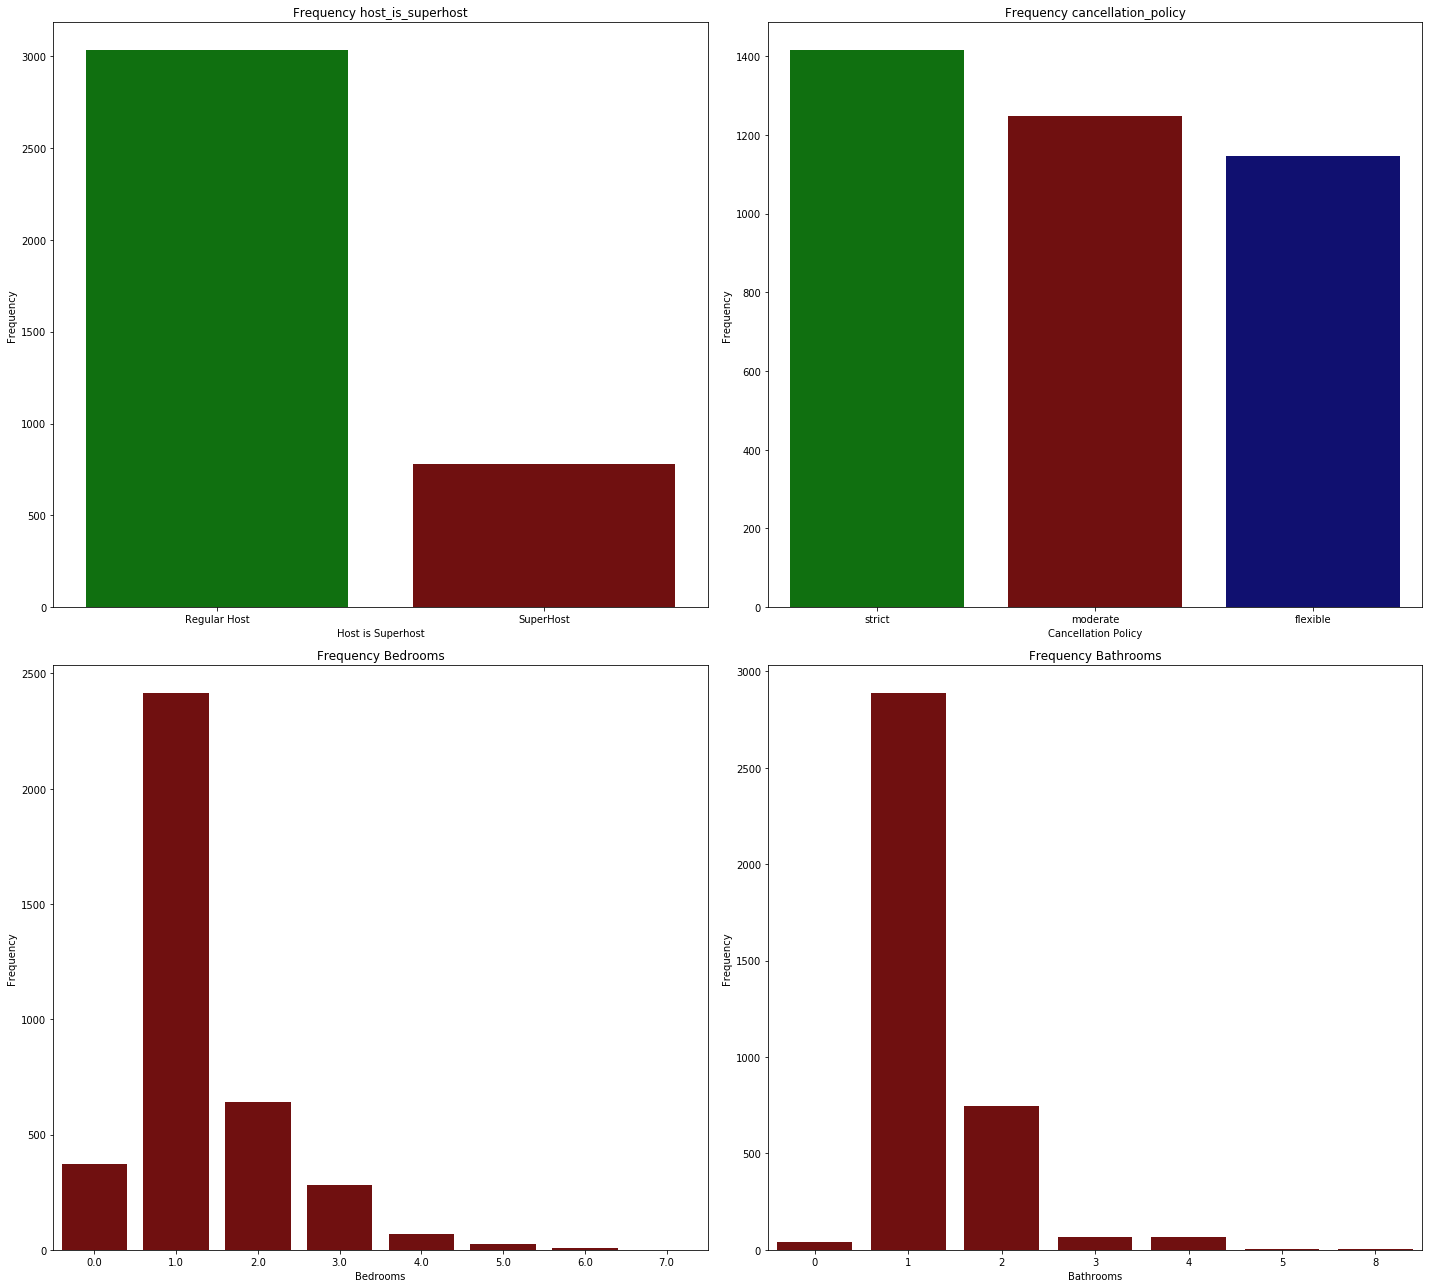 Frequency host_is_superhost
3000
2500
2000
1500
1000
500
0
Frequency
Regular Host SuperHost
Host is Superhost
Frequency cancellation_policy
1400
1200
1000
800
600
400
200
0
Frequency
strict moderate flexible
Cancellation Policy
Frequency Bedrooms
2500
2000
1500
1000
500
0
Frequency
0.0 1.0 2.0 3.0 4.0 5.0 6.0 7.0
Bedrooms
Frequency Bathrooms
3000
2500
2000
1500
1000
500
0
Frequency
0 1 2 3 4 5 8
Bathrooms